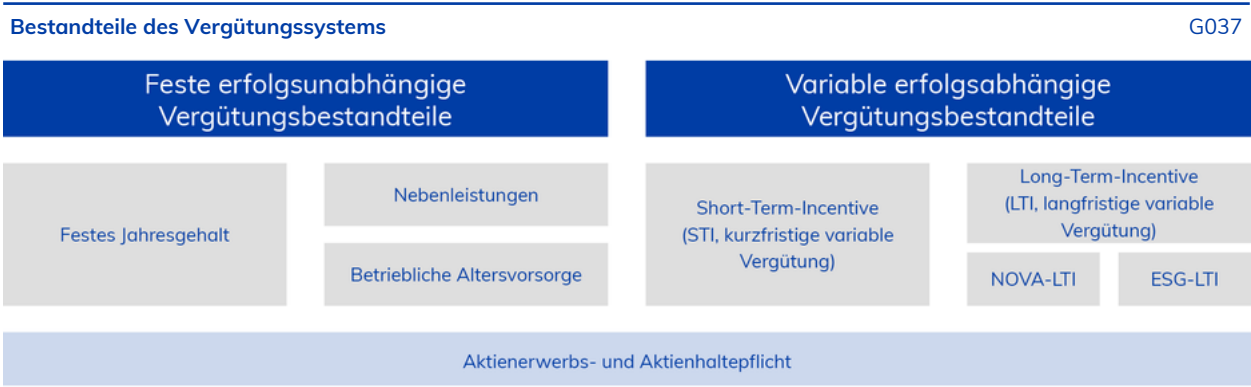 Bestandteile des Vergütungssystems
G037
Feste erfolgsunabhängige
Vergütungsbestandteile
Variable erfolgsabhängige
Vergütungsbestandteile
Festes Jahresgehalt
Nebenleistungen
Betriebliche Altersvorsorge
Short-Term-Incentive
(STI, kurzfristige variable
Vergütung)
Long-Term-Incentive
(LTI, langfristige variable
Vergütung)
NOVA-LTI
ESG-LTI
Aktienerwerbs- und Aktienhaltepflicht